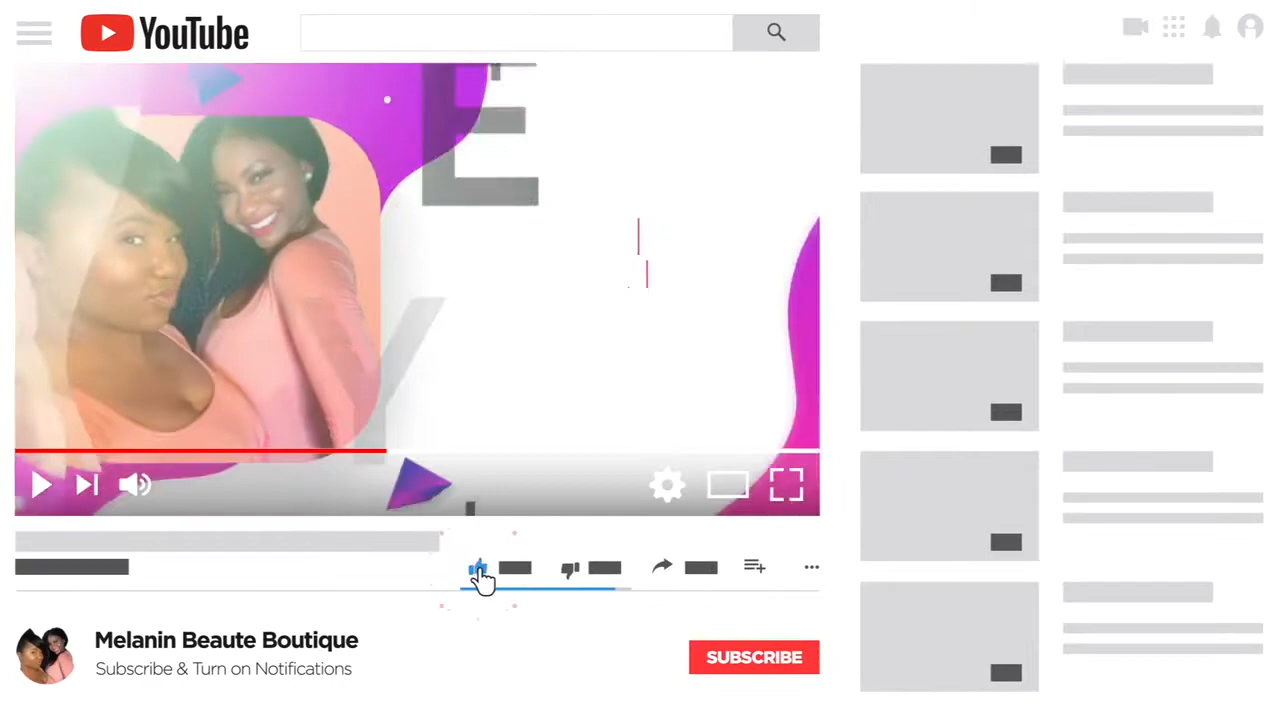 YouTube
E
Y
Melanin Beaute Boutique
Subscribe & Turn on Notifications
SUBSCRIBE